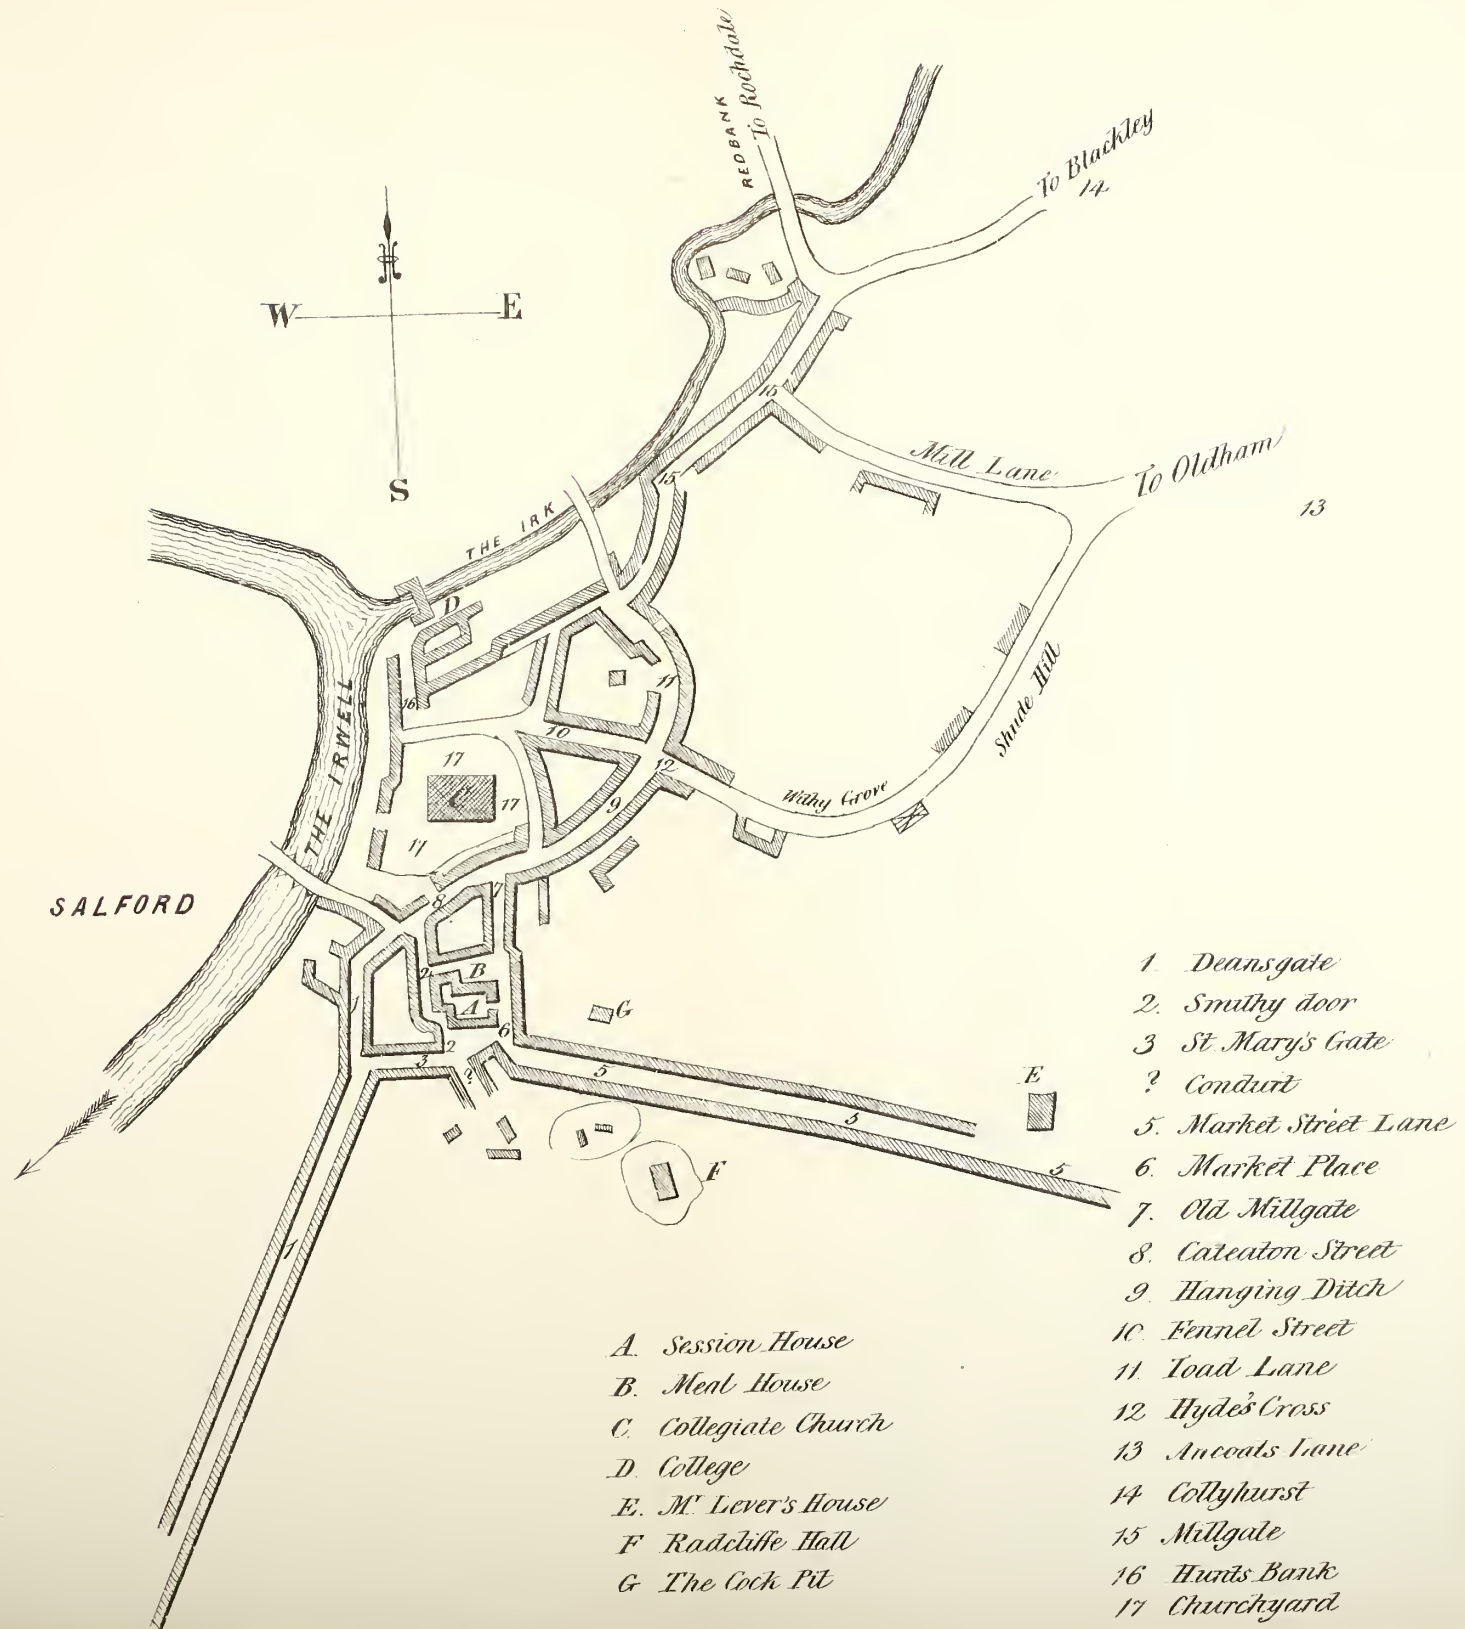 REDBANK
To Rochdale
To Blackley
14
W
E
S
15
Mill Lane
To Oldham
13
15
THE IRK
D
Shude Hill
16
11
THE IRWELL
10
12
17
C
17
9
17
Withy Grove
SALFORD
8
7
2
B
1
A
G
6
2
3
?
5
E
5
5
F
1
1 Deansgate
2. Smithy door
3 St Mary's Gate
? Conduit
5. Market Street Lane
6. Market Place
7. Old Millgate
8. Cateaton Street
9. Hanging Ditch
10. Fennel Street
11. Toad Lane
12 Hyde's Cross
13 Ancoats Lane
14 Collyhurst
15 Millgate
16 Hunts Bank
17 Churchyard
A. Session House
B. Meal House
C. Collegiate Church
D. College
E. Mr Lever's House
F Radcliffe Hall
G The Cock Pit